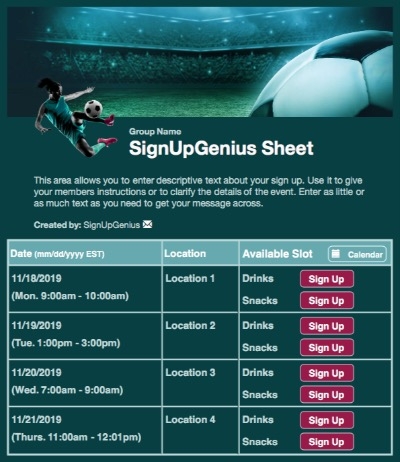 Group Name
SignUpGenius Sheet
This area allows you to enter descriptive text about your sign up. Use it to give
your members instructions or to clarify the details of the event. Enter as little or
as much text as you need to get your message across.
Created by: SignUpGenius
Date (mm/dd/yyyy EST) Location Available Slot Calendar
11/18/2019 Location 1 Drinks Sign Up
(Mon. 9:00am - 10:00am) Snacks Sign Up
11/19/2019 Location 2 Drinks Sign Up
(Tue. 1:00pm - 3:00pm) Snacks Sign Up
11/20/2019 Location 3 Drinks Sign Up
(Wed. 7:00am - 9:00am) Snacks Sign Up
11/21/2019 Location 4 Drinks Sign Up
(Thurs. 11:00am - 12:01pm) Snacks Sign Up